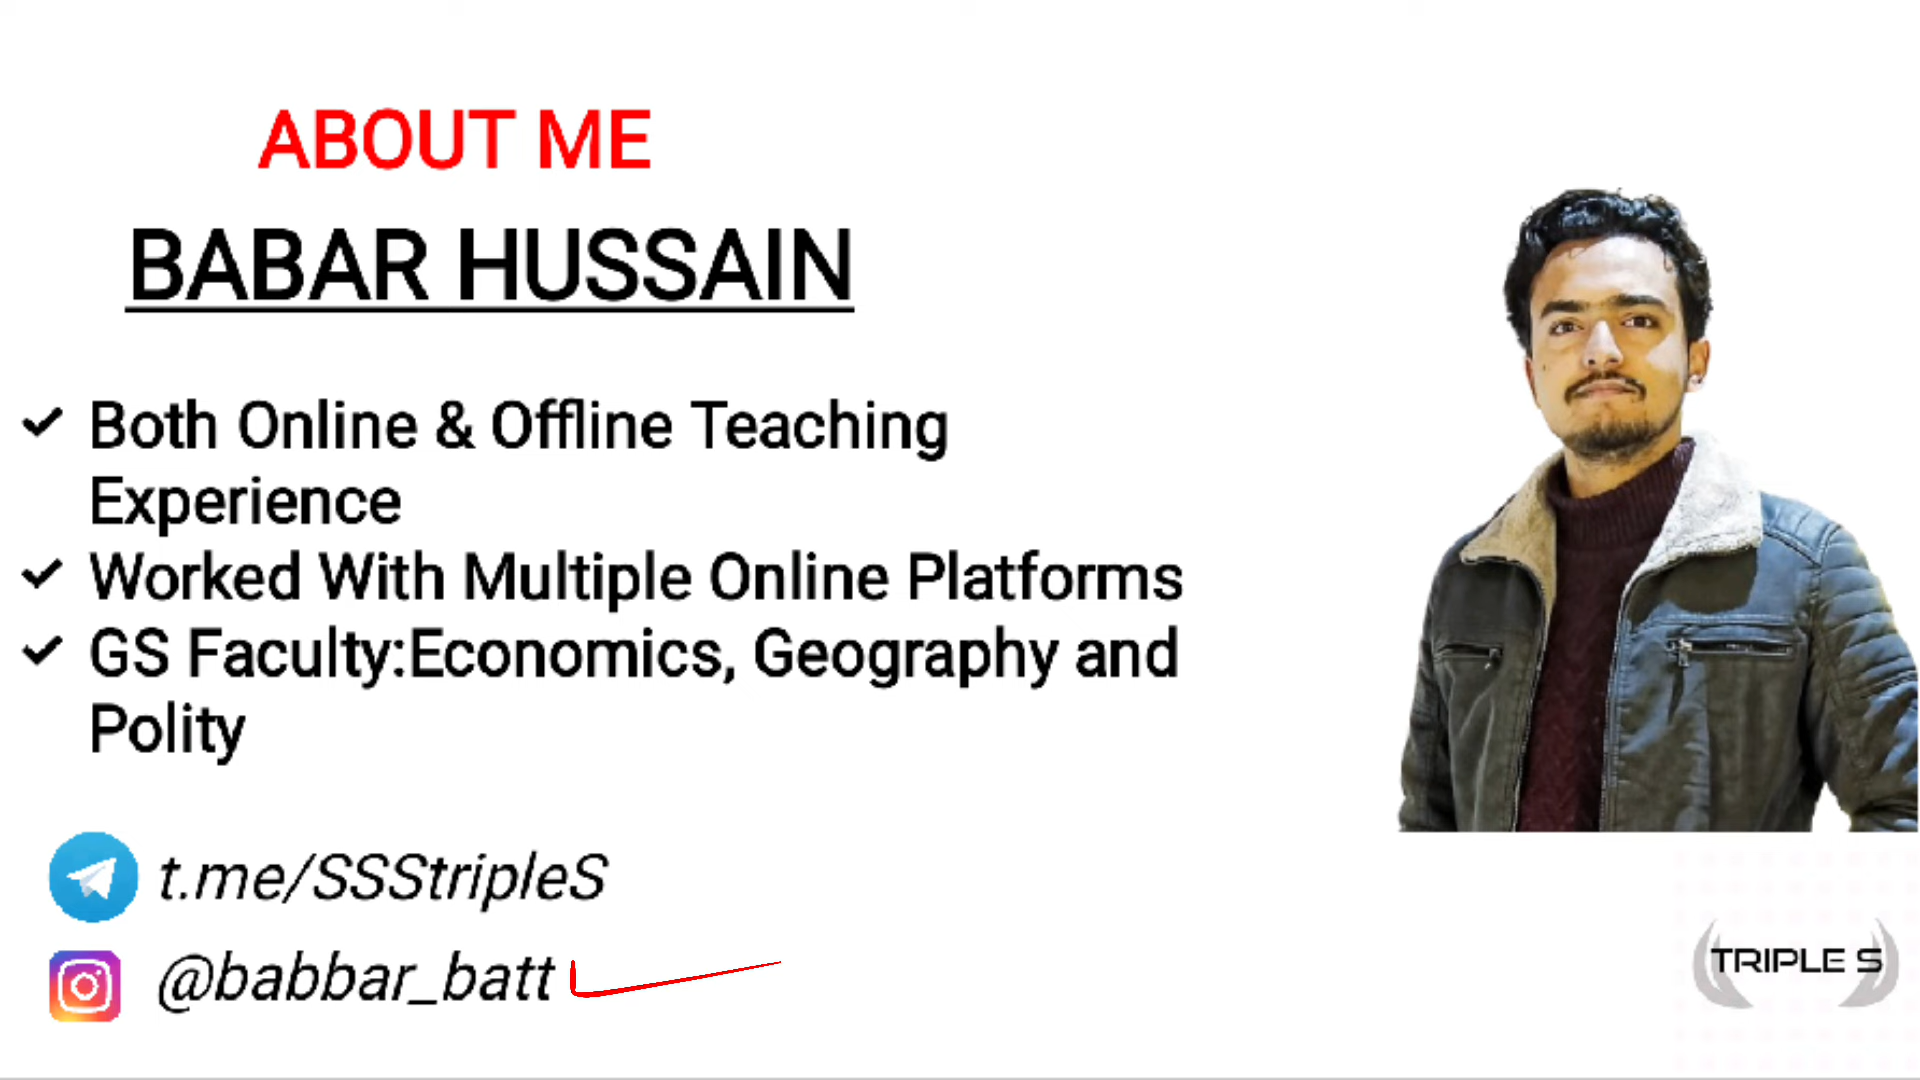 ABOUT ME
BABAR HUSSAIN
Both Online & Offline Teaching
Experience
Worked With Multiple Online Platforms
GS Faculty:Economics, Geography and
Polity
t.me/SSStripleS
@babbar_batt
TRIPLE S